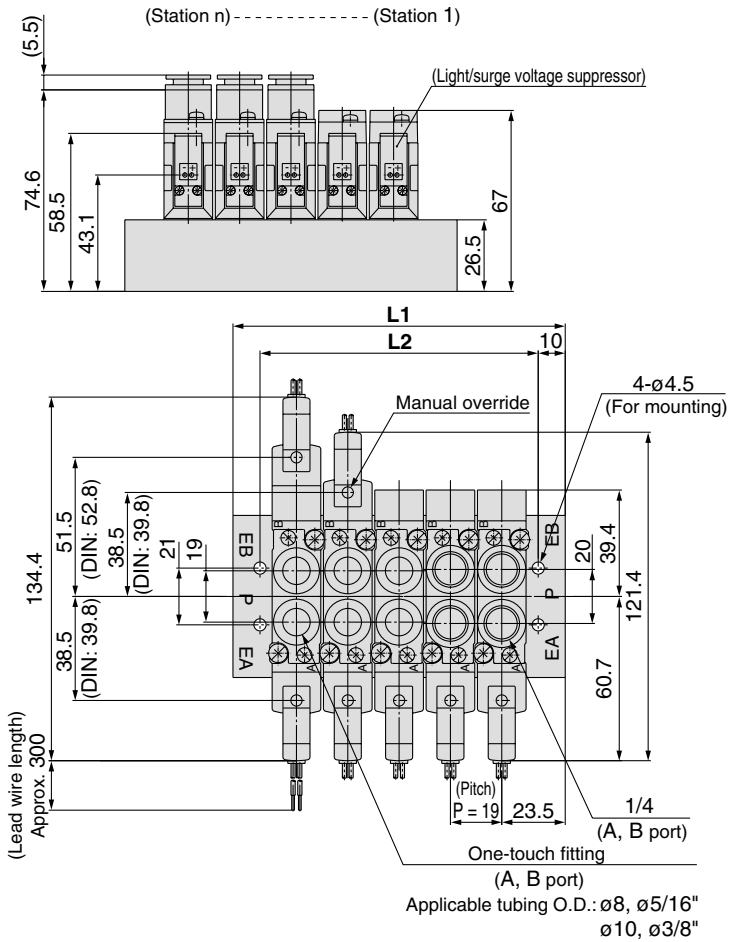 (Station n) ---------------- (Station 1)
(5.5)
(Light/surge voltage suppressor)
74.6
58.5
43.1
67
26.5
L1
L2
10
4-ø4.5
(For mounting)
Manual override
134.4
51.5
(DIN: 52.8)
38.5
(DIN: 39.8)
21
19
38.5
(DIN: 39.8)
EB
P
EA
B
B
B
B
B
A
A
A
A
A
EB
P
EA
20
39.4
121.4
60.7
(Lead wire length)
Approx. 300
(Pitch)
P = 19
23.5
1/4
(A, B port)
One-touch fitting
(A, B port)
Applicable tubing O.D.: ø8, ø5/16"
ø10, ø3/8"